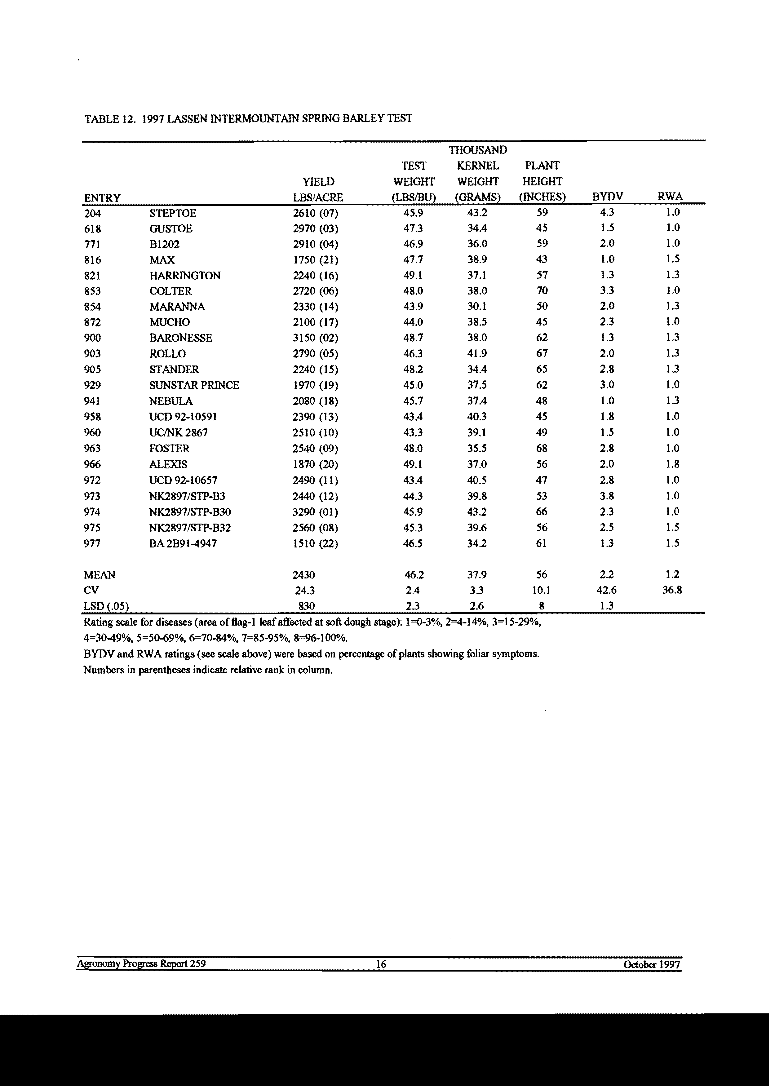 TABLE 12. 1997 LASSEN INTERMOUNTAIN SPRING BARLEY TEST
THOUSAND
TEST KERNEL PLANT
YIELD WEIGHT WEIGHT HEIGHT
ENTRY LBS/ACRE (LBS/BU) (GRAMS) (INCHES) BYDV RWA
204 STEPTOE 2610 (07) 45.9 43.2 59 4.3 1.0
618 GUSTOE 2970 (03) 47.3 34.4 45 1.5 1.0
771 B1202 2910 (04) 46.9 36.0 59 2.0 1.0
816 MAX 1750 (21) 47.7 38.9 43 1.0 1.5
821 HARRINGTON 2240 (16) 49.1 37.1 57 1.3 1.3
853 COLTER 2720 (06) 48.0 38.0 70 3.3 1.0
854 MARANNA 2330 (14) 43.9 30.1 50 2.0 1.3
872 MUCHO 2100 (17) 44.0 38.5 45 2.3 1.0
900 BARONESSE 3150 (02) 48.7 38.0 62 1.3 1.3
903 ROLLO 2790 (05) 46.3 41.9 67 2.0 1.3
905 STANDER 2240 (15) 48.2 34.4 65 2.8 1.3
929 SUNSTAR PRINCE 1970 (19) 45.0 37.5 62 3.0 1.0
941 NEBULA 2080 (18) 45.7 37.4 48 1.0 1.3
958 UCD 92-10591 2390 (13) 43.4 40.3 45 1.8 1.0
960 UC/NK 2867 2510 (10) 43.3 39.1 49 1.5 1.0
963 FOSTER 2540 (09) 48.0 35.5 68 2.8 1.0
966 ALEXIS 1870 (20) 49.1 37.0 56 2.0 1.8
972 UCD 92-10657 2490 (11) 43.4 40.5 47 2.8 1.0
973 NK2897/STP-B3 2440 (12) 44.3 39.8 53 3.8 1.0
974 NK2897/STP-B30 3290 (01) 45.9 43.2 66 2.3 1.0
975 NK2897/STP-B32 2560 (08) 45.3 39.6 56 2.5 1.5
977 BA 2B91-4947 1510 (22) 46.5 34.2 61 1.3 1.5
MEAN 2430 46.2 37.9 56 2.2 1.2
CV 24.3 2.4 3.3 10.1 42.6 36.8
LSD (.05) 830 2.3 2.6 8 1.3
Rating scale for diseases (area of flag-1 leaf affected at soft dough stage): 1=0-3%, 2=4-14%, 3=15-29%,
4=30-49%, 5=50-69%, 6=70-84%, 7=85-95%, 8=96-100%.
BYDV and RWA ratings (see scale above) were based on percentage of plants showing foliar symptoms.
Numbers in parentheses indicate relative rank in column.
Agronomy Progress Report 259 16 October 1997